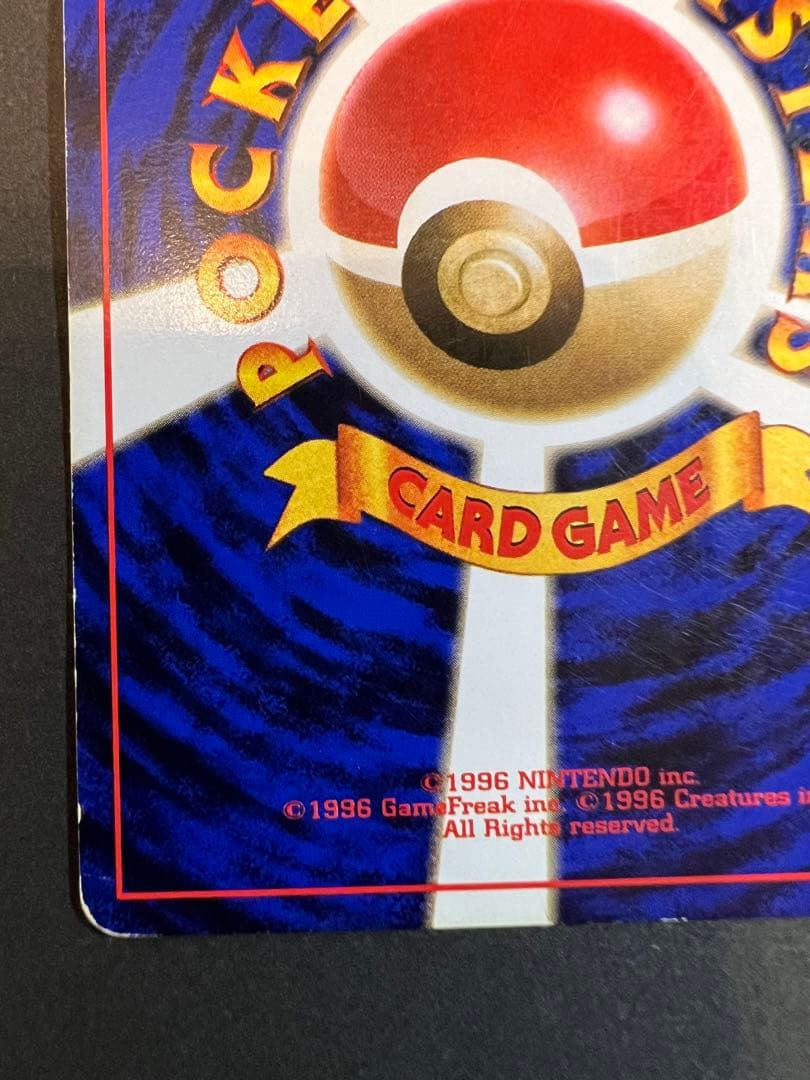 POCKE
CARD GAME
©1996 NINTENDO inc.
©1996 GameFreak inc. ©1996 Creatures
All Rights reserved.